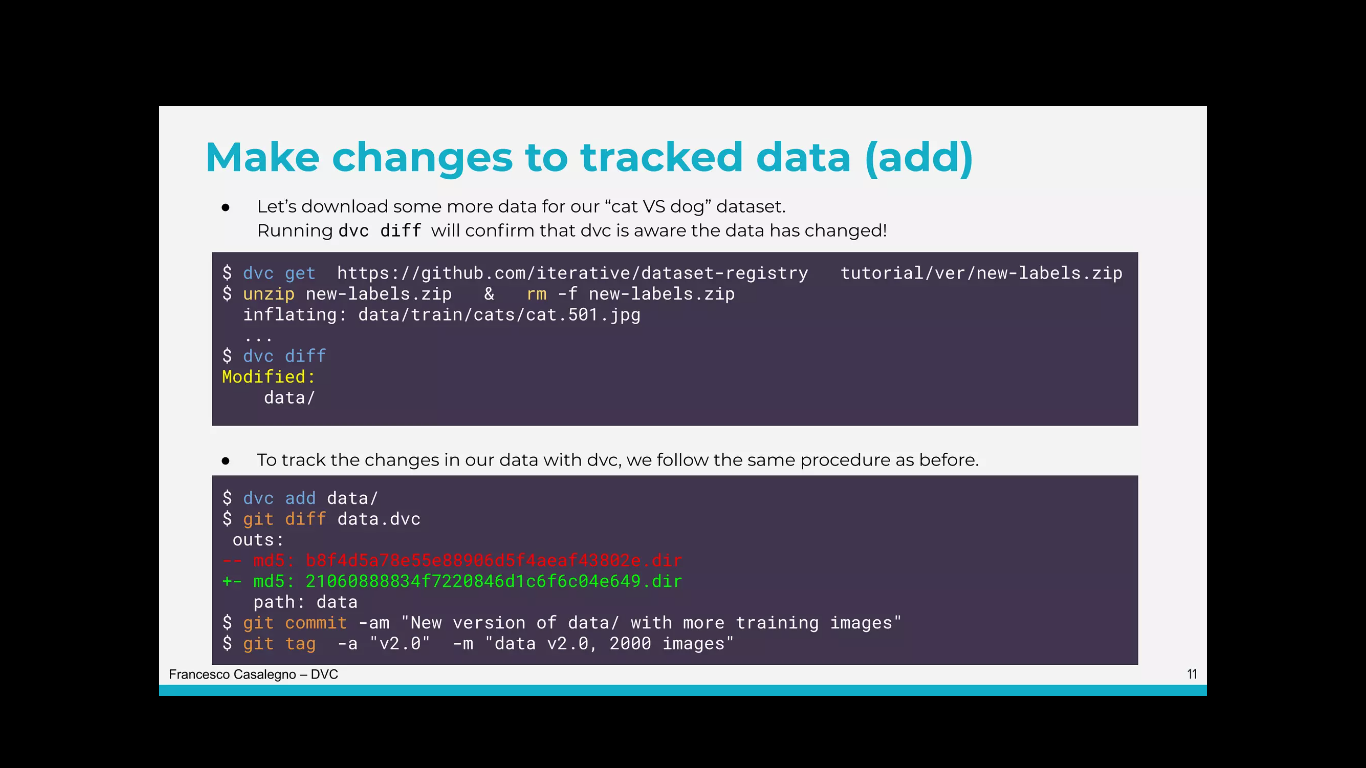 Make changes to tracked data (add)
● Let's download some more data for our “cat VS dog” dataset.
Running dvc diff will confirm that dvc is aware the data has changed!
$ dvc get https://github.com/iterative/dataset-registry tutorial/ver/new-labels.zip
$ unzip new-labels.zip & rm -f new-labels.zip
inflating: data/train/cats/cat.501.jpg
...
$ dvc diff
Modified:
data/
● To track the changes in our data with dvc, we follow the same procedure as before.
$ dvc add data/
$ git diff data.dvc
outs:
-- md5: b8f4d5a78e55e88906d5f4aeaf43802e.dir
+- md5: 21060888834f7220846d1c6f6c04e649.dir
path: data
$ git commit -am "New version of data/ with more training images"
$ git tag -a "v2.0" -m "data v2.0, 2000 images"
Francesco Casalegno – DVC
11